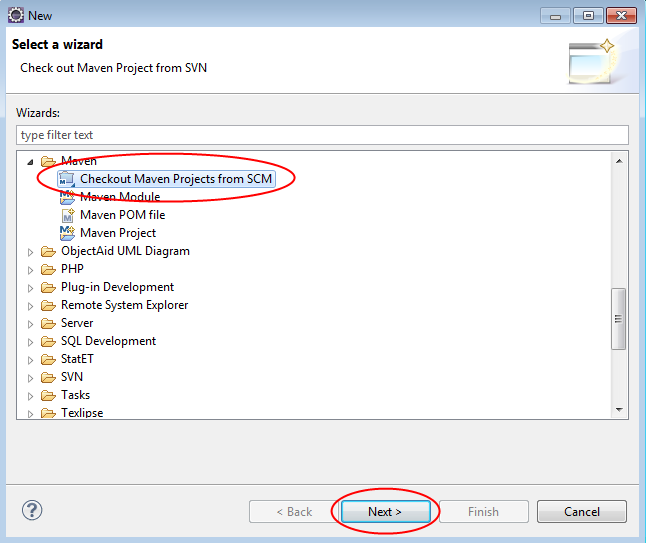 New
Select a wizard
Check out Maven Project from SVN
Wizards:
type filter text
Maven
Checkout Maven Projects from SCM
Maven Module
Maven POM file
Maven Project
ObjectAid UML Diagram
PHP
Plug-in Development
Remote System Explorer
Server
SQL Development
StatET
SVN
Tasks
Texlipse
?
< Back
Next >
Finish
Cancel